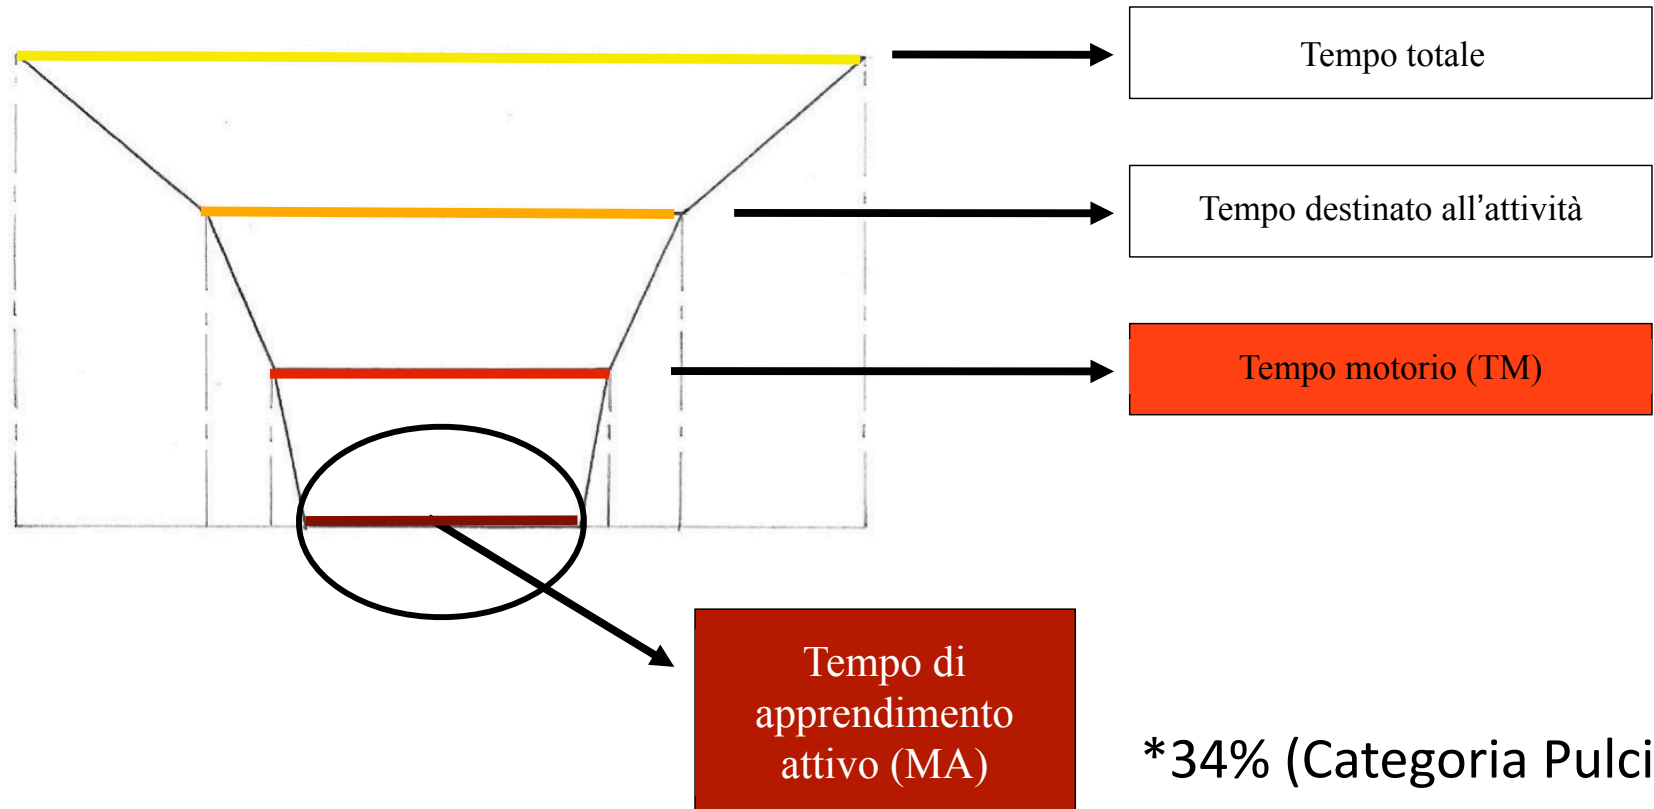 Tempo totale
Tempo destinato all’attività
Tempo motorio (TM)
Tempo di
apprendimento
attivo (MA)
*34% (Categoria Pulci